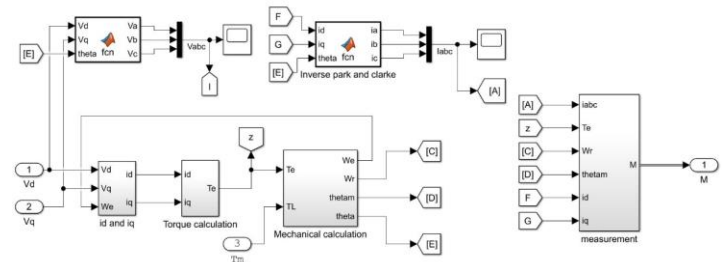 Vd
Vq
theta
fcn
Va
Vb
Vc
[E]
Vabc
I
F
G
[E]
id
iq
theta
fcn
ia
ib
ic
Inverse park and clarke
Iabc
[A]
1
Vd
2
Vq
Vd
Vq
We
id
iq
id and iq
id
iq
Te
Torque calculation
z
Te
TL
We
Wr
thetam
theta
Mechanical calculation
3
Tm
[C]
[D]
[E]
[A]
z
[C]
[D]
F
G
iabc
Te
Wr
thetam
id
iq
M
measurement
1
M